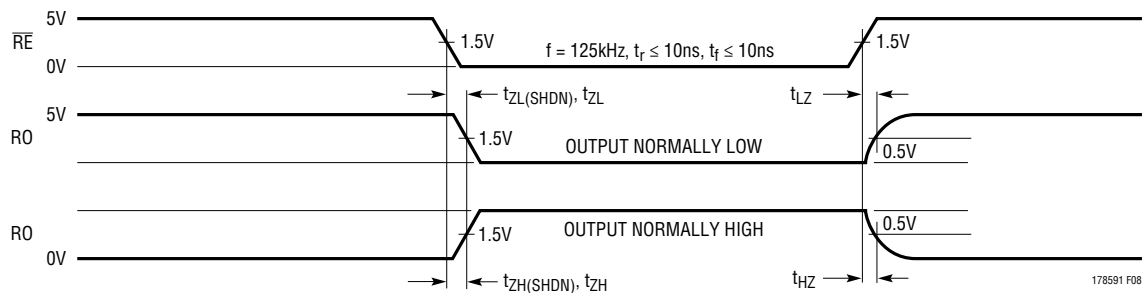 5V
RE
0V
1.5V
f = 125kHz, tr ≤ 10ns, tf ≤ 10ns
1.5V
tZL(SHDN), tZL
tLZ
5V
RO
1.5V
OUTPUT NORMALLY LOW
0.5V
RO
0V
1.5V
OUTPUT NORMALLY HIGH
0.5V
tZH(SHDN), tZH
tHZ
178591 F08